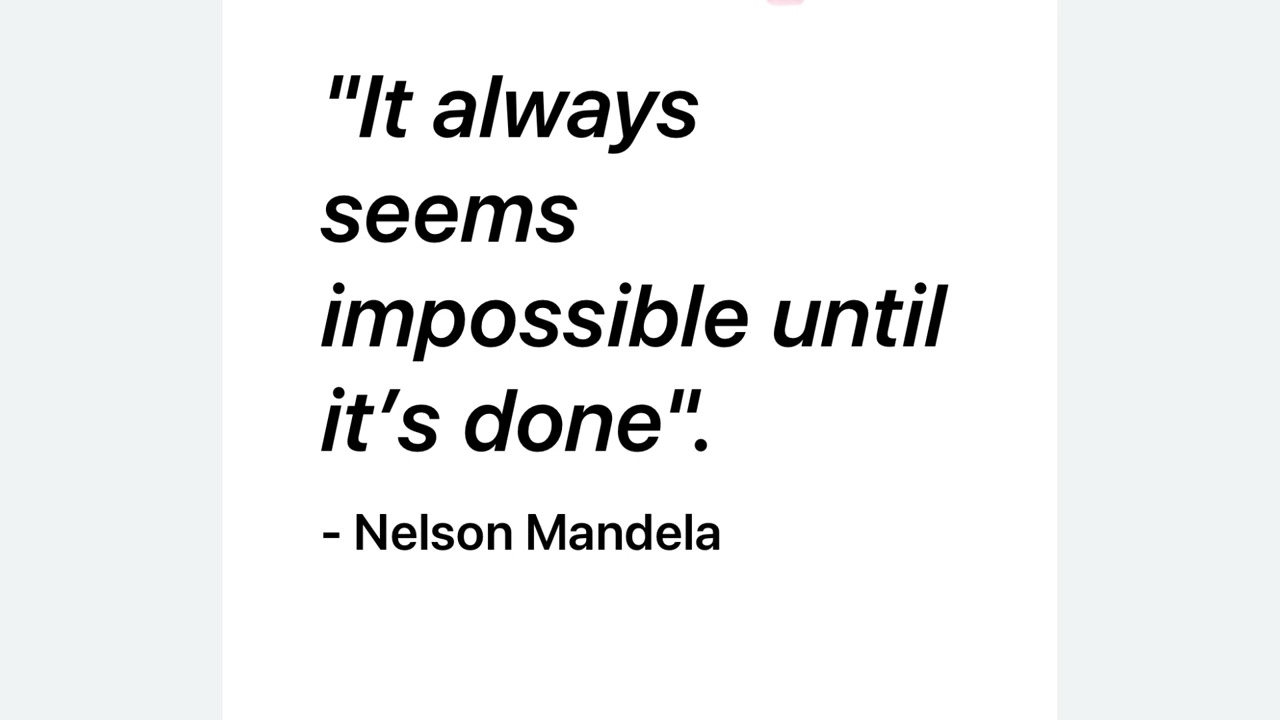 "It always
seems
impossible until
it’s done".
- Nelson Mandela